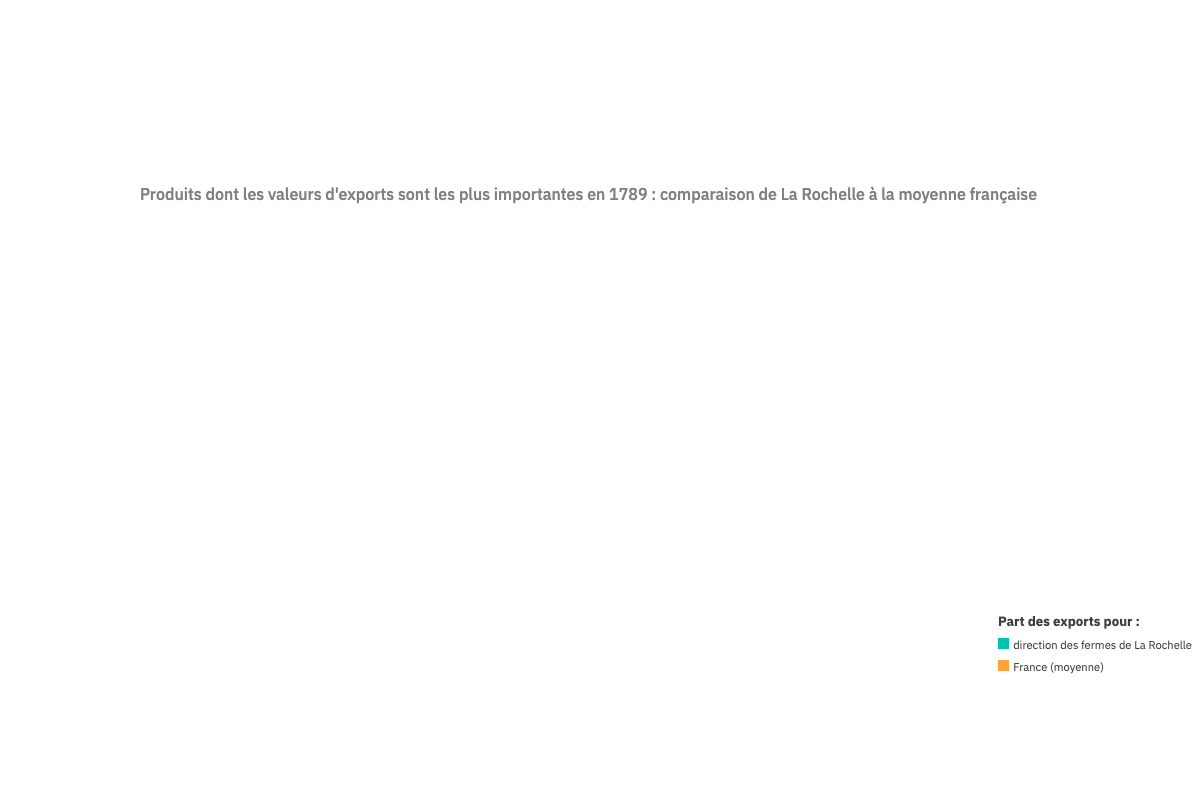 Produits dont les valeurs d'exports sont les plus importantes en 1789 : comparaison de La Rochelle à la moyenne française
Part des exports pour :
direction des fermes de La Rochelle
France (moyenne)